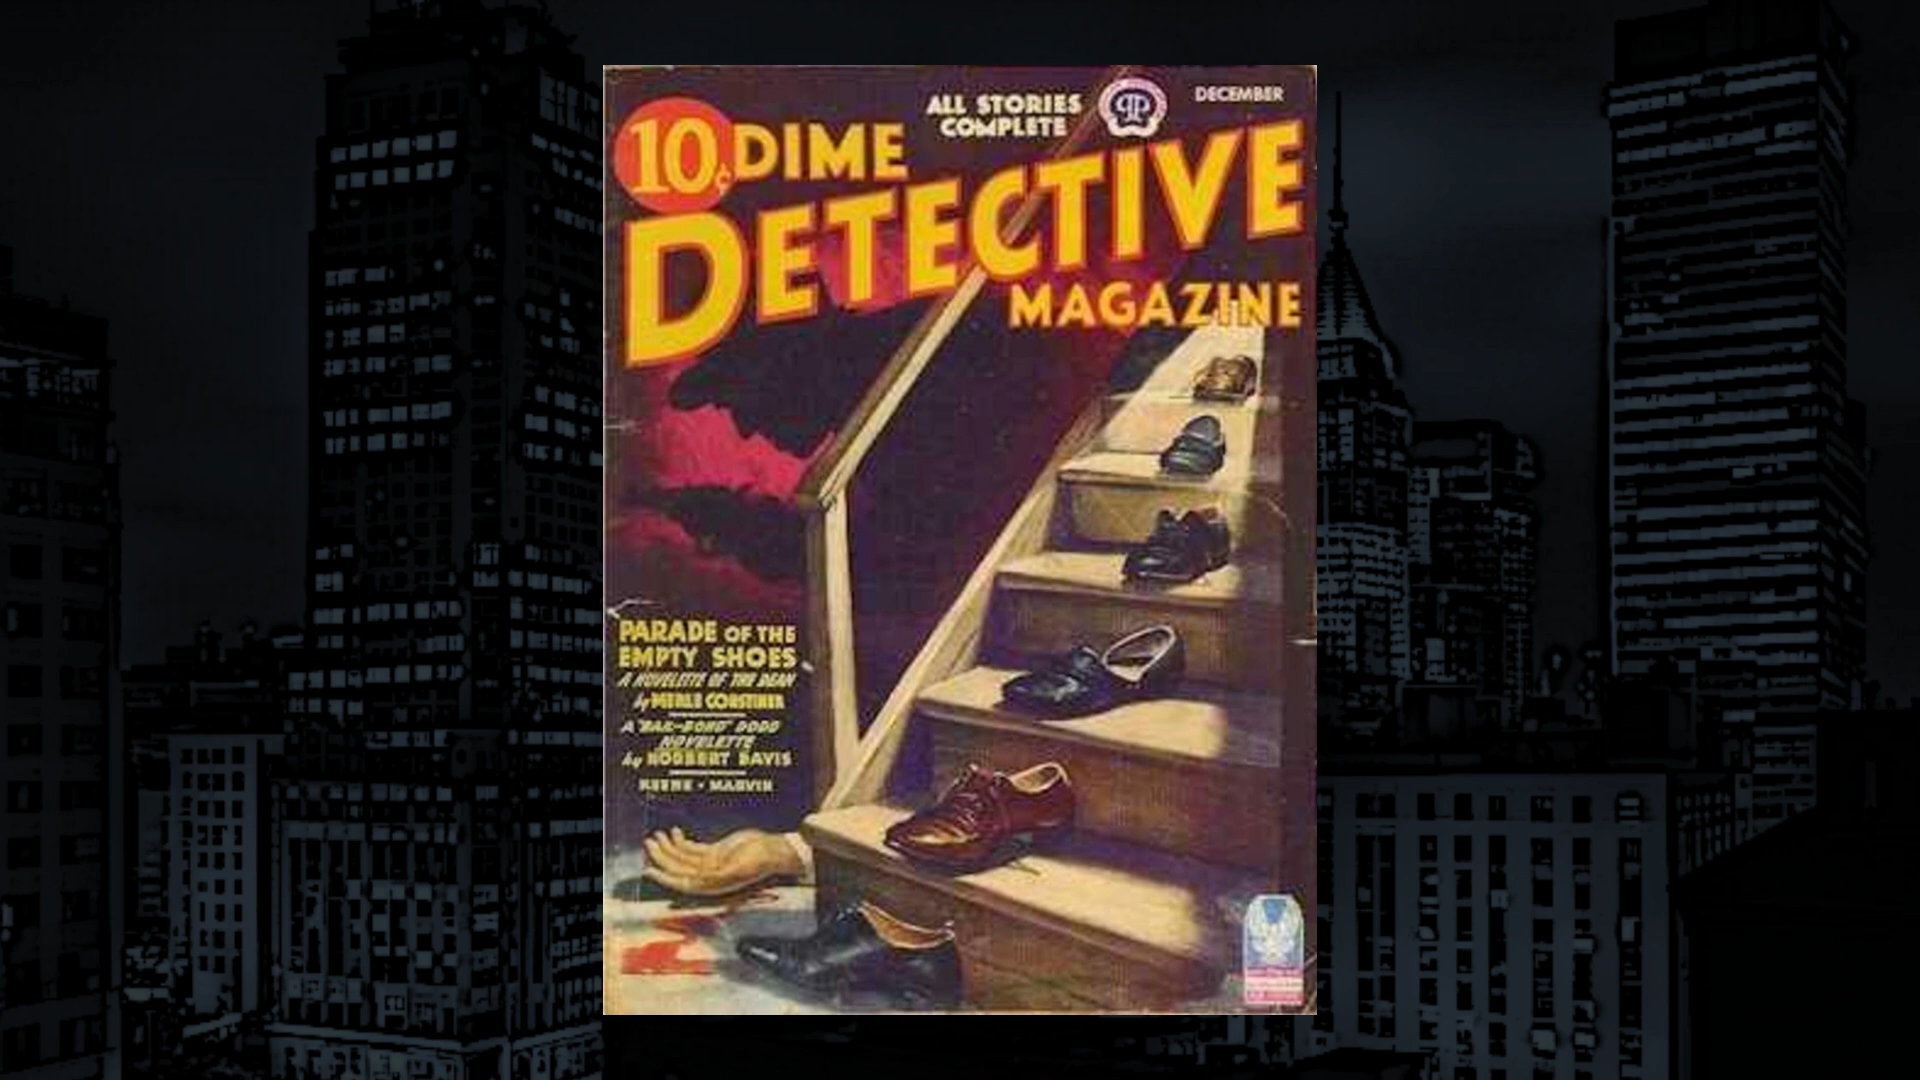 ALL STORIES
COMPLETE
DECEMBER
10¢ DIME
DETECTIVE
MAGAZINE
PARADE OF THE
EMPTY SHOES
A NOVELETTE OF THE DEAN
by MERLE CONSTINER
A "BAIL-BOND" DODD
NOVELETTE
by NORBERT DAVIS
KEENE • MARVIN